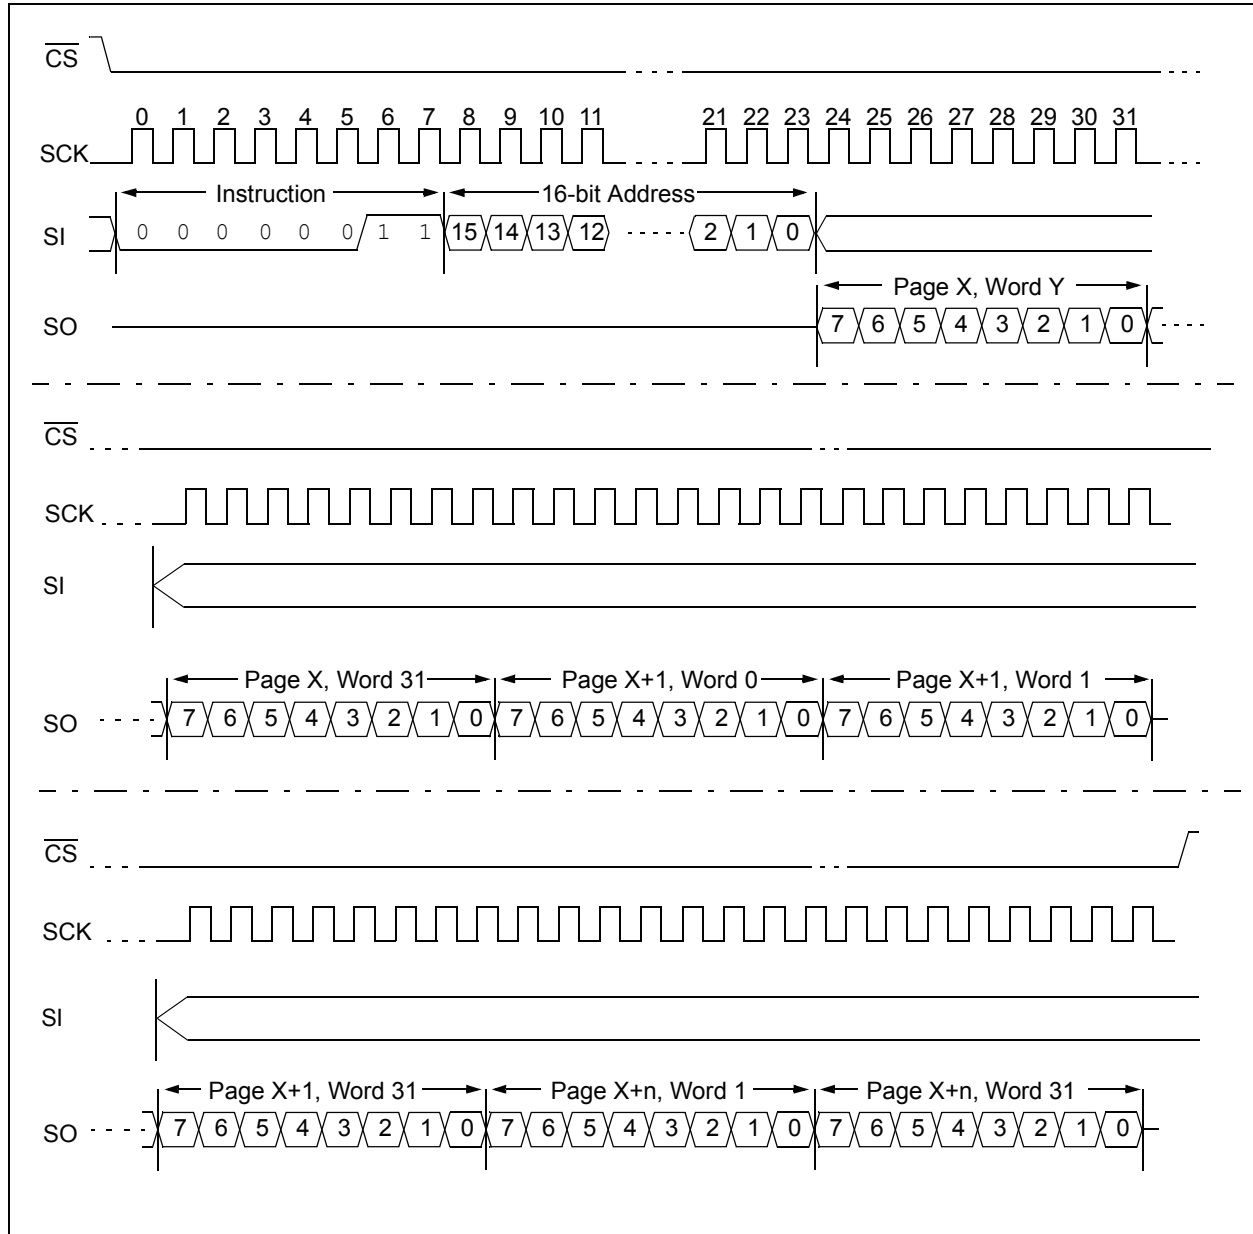 CS
0 1 2 3 4 5 6 7 8 9 10 11 21 22 23 24 25 26 27 28 29 30 31
SCK
Instruction 16-bit Address
SI 0 0 0 0 0 0 1 1 15 14 13 12 2 1 0
Page X, Word Y
SO 7 6 5 4 3 2 1 0
CS
SCK
SI
Page X, Word 31 Page X+1, Word 0 Page X+1, Word 1
SO 7 6 5 4 3 2 1 0 7 6 5 4 3 2 1 0 7 6 5 4 3 2 1 0
CS
SCK
SI
Page X+1, Word 31 Page X+n, Word 1 Page X+n, Word 31
SO 7 6 5 4 3 2 1 0 7 6 5 4 3 2 1 0 7 6 5 4 3 2 1 0